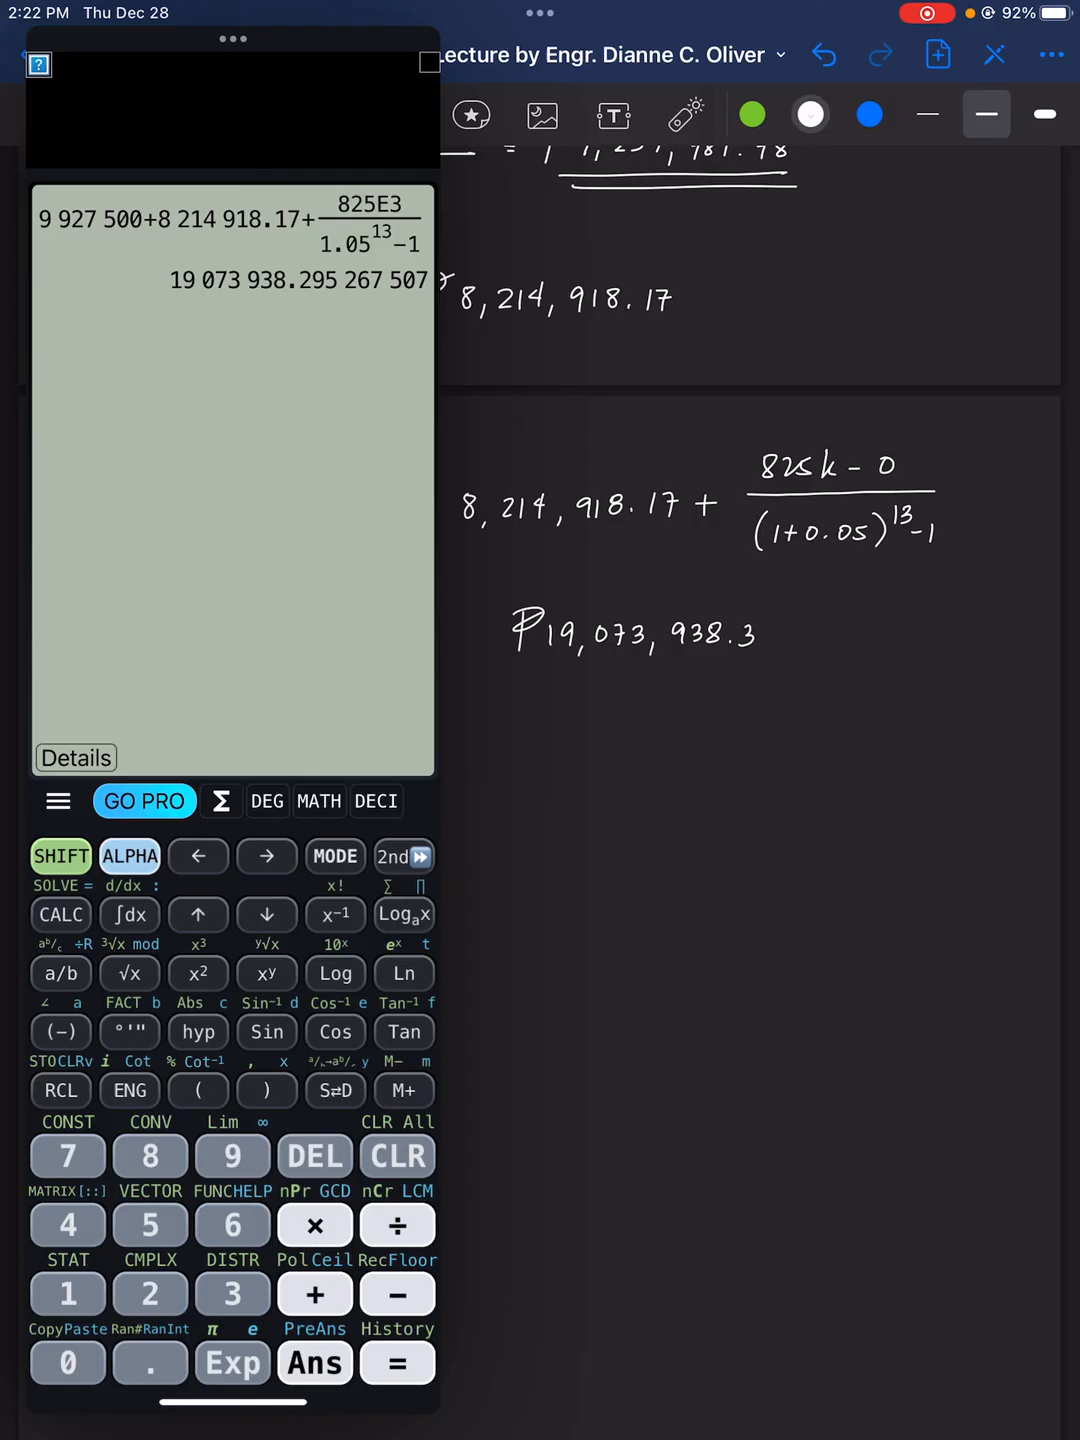 2:22 PM Thu Dec 28
92%
Lecture by Engr. Dianne C. Oliver
9 927 500+8 214 918.17+ 825E3 / 1.05^13−1
19 073 938.295 267 507
8, 214, 918. 17
8, 214, 918. 17 + 825k - 0 / (1+0.05)^13 -1
₱19, 073, 938.3
Details
GO PRO Σ DEG MATH DECI
SHIFT ALPHA ← → MODE 2nd
SOLVE = d/dx : x! ∑ ∏
CALC ∫dx ↑ ↓ x⁻¹ Logₐx
aᵇ/c ÷R ³√x mod x³ ʸ√x 10ˣ eˣ t
a/b √x x² xʸ Log Ln
∠ a FACT b Abs c Sin⁻¹ d Cos⁻¹ e Tan⁻¹ f
(−) °'" hyp Sin Cos Tan
STO CLRv i Cot % Cot⁻¹ , x y M− m
RCL ENG ( ) S⇄D M+
CONST CONV Lim ∞ CLR All
7 8 9 DEL CLR
MATRIX[::] VECTOR FUNC HELP nPr GCD nCr LCM
4 5 6 × ÷
STAT CMPLX DISTR Pol Ceil Rec Floor
1 2 3 + −
Copy Paste Ran# RanInt π e PreAns History
0 . Exp Ans =